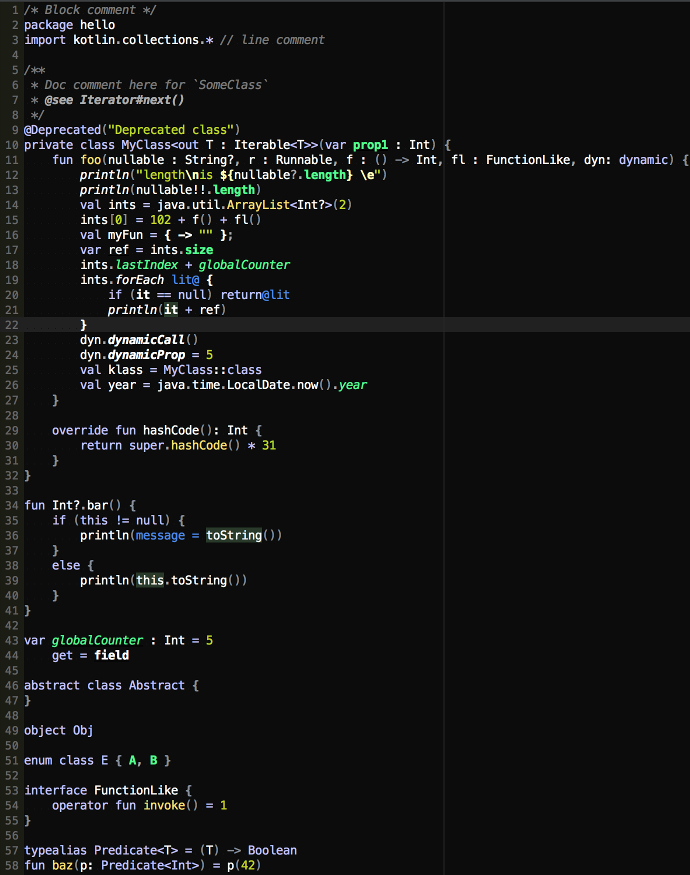 1 /* Block comment */
2 package hello
3 import kotlin.collections.* // line comment
4
5 /**
6  * Doc comment here for `SomeClass`
7  * @see Iterator#next()
8  */
9 @Deprecated("Deprecated class")
10 private class MyClass<out T : Iterable<T>>(var prop1 : Int) {
11     fun foo(nullable : String?, r : Runnable, f : () -> Int, fl : FunctionLike, dyn: dynamic) {
12         println("length\nis ${nullable?.length} \e")
13         println(nullable!!.length)
14         val ints = java.util.ArrayList<Int?>(2)
15         ints[0] = 102 + f() + fl()
16         val myFun = { -> "" };
17         var ref = ints.size
18         ints.lastIndex + globalCounter
19         ints.forEach lit@ {
20             if (it == null) return@lit
21             println(it + ref)
22         }
23         dyn.dynamicCall()
24         dyn.dynamicProp = 5
25         val klass = MyClass::class
26         val year = java.time.LocalDate.now().year
27     }
28
29     override fun hashCode(): Int {
30         return super.hashCode() * 31
31     }
32 }
33
34 fun Int?.bar() {
35     if (this != null) {
36         println(message = toString())
37     }
38     else {
39         println(this.toString())
40     }
41 }
42
43 var globalCounter : Int = 5
44     get = field
45
46 abstract class Abstract {
47 }
48
49 object Obj
50
51 enum class E { A, B }
52
53 interface FunctionLike {
54     operator fun invoke() = 1
55 }
56
57 typealias Predicate<T> = (T) -> Boolean
58 fun baz(p: Predicate<Int>) = p(42)